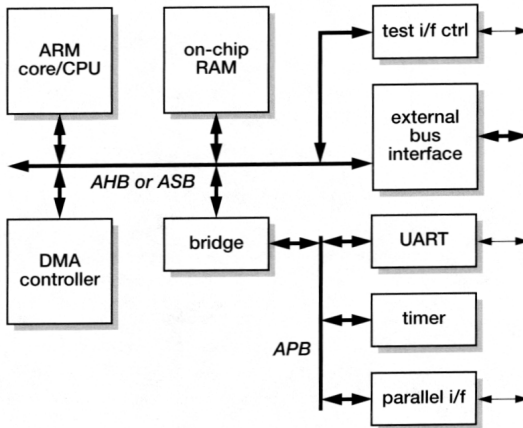 ARM
core/CPU
on-chip
RAM
test i/f ctrl
external
bus
interface
AHB or ASB
DMA
controller
bridge
UART
timer
APB
parallel i/f